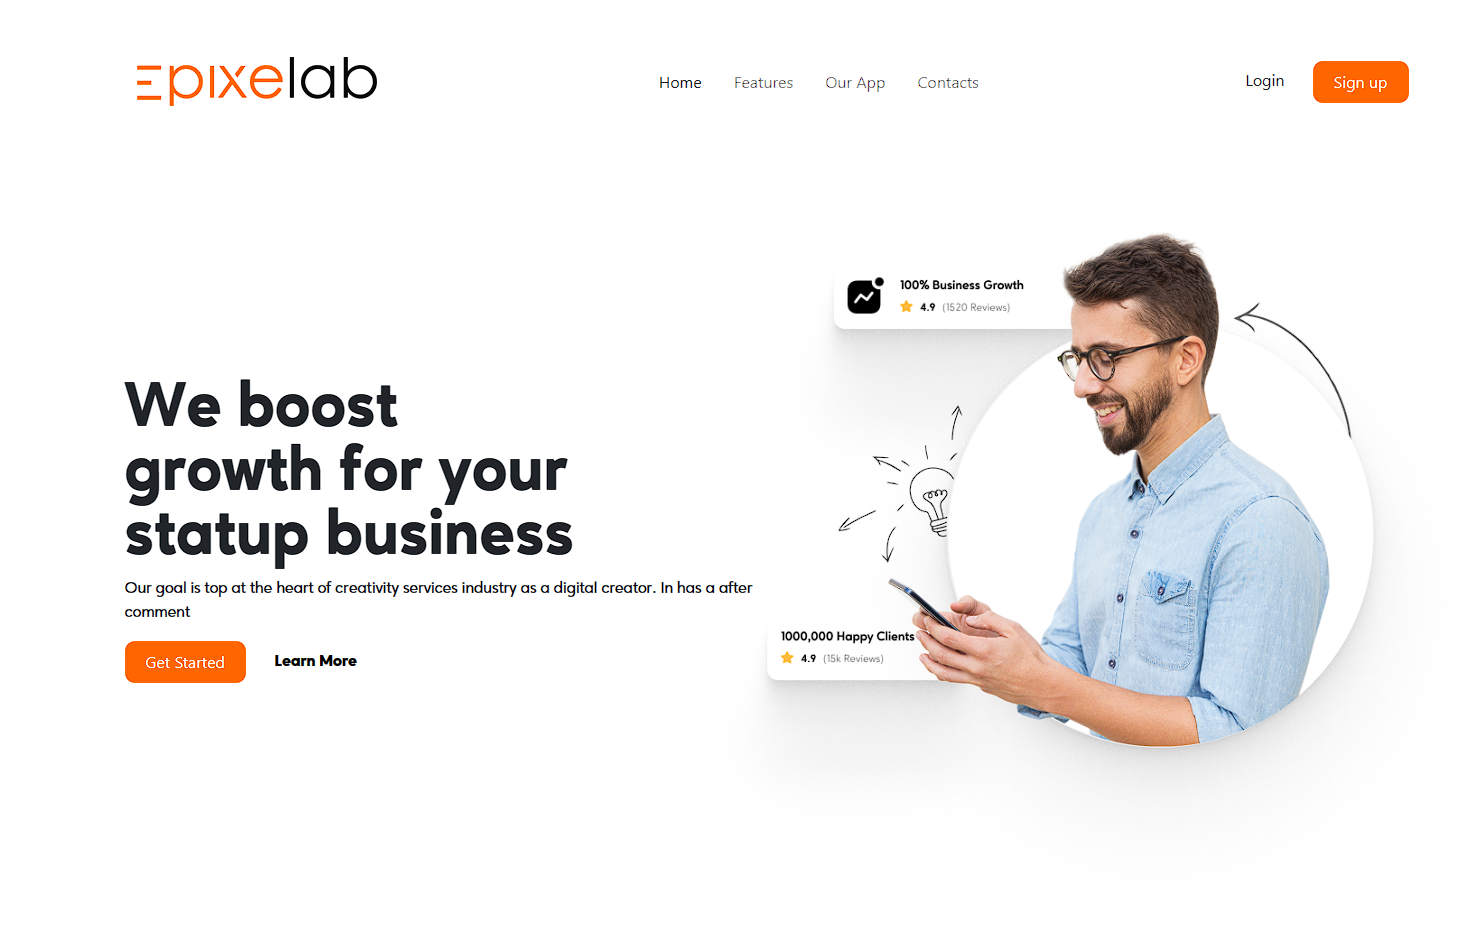 Epixelab
Home Features Our App Contacts
Login Sign up
100% Business Growth
4.9 (1520 Reviews)
We boost
growth for your
statup business
Our goal is top at the heart of creativity services industry as a digital creator. In has a after
comment
Get Started Learn More
1000,000 Happy Clients
4.9 (15k Reviews)